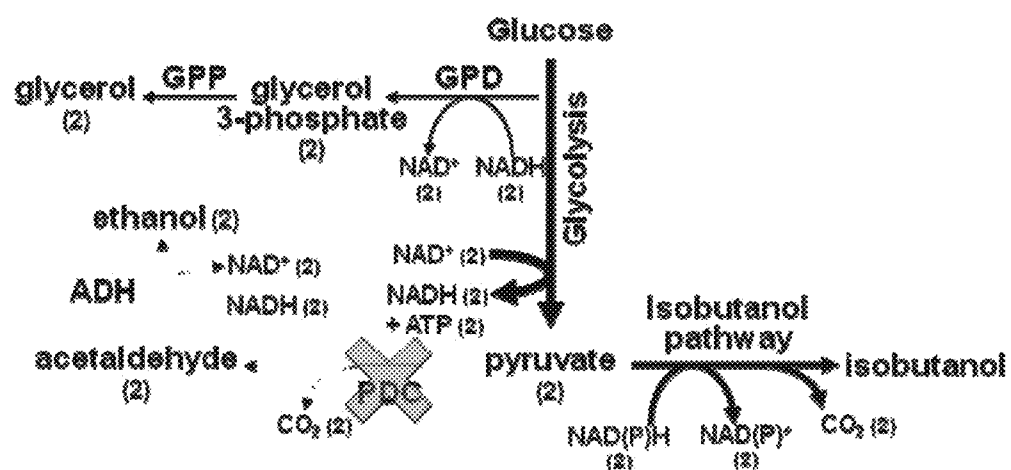 Glucose
glycerol
(2)
GPP
glycerol
3-phosphate
(2)
GPD
NAD⁺
(2)
NADH
(2)
Glycolysis
ethanol (2)
NAD⁺ (2)
ADH
NADH (2)
NAD⁺ (2)
NADH (2)
+ ATP (2)
acetaldehyde
(2)
PDC
CO₂ (2)
pyruvate
(2)
Isobutanol
pathway
isobutanol
NAD(P)H
(2)
NAD(P)⁺
(2)
CO₂ (2)